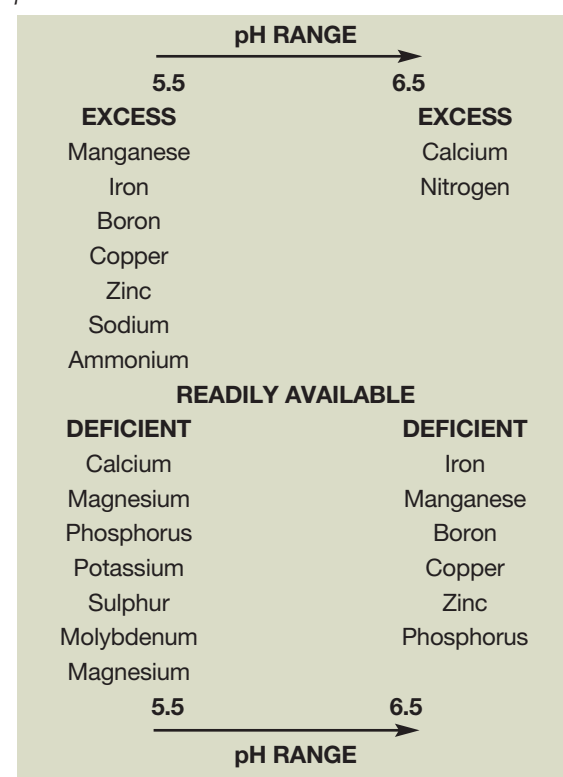 pH RANGE
5.5 6.5
EXCESS EXCESS
Manganese Calcium
Iron Nitrogen
Boron
Copper
Zinc
Sodium
Ammonium
READILY AVAILABLE
DEFICIENT DEFICIENT
Calcium Iron
Magnesium Manganese
Phosphorus Boron
Potassium Copper
Sulphur Zinc
Molybdenum Phosphorus
Magnesium
5.5 6.5
pH RANGE